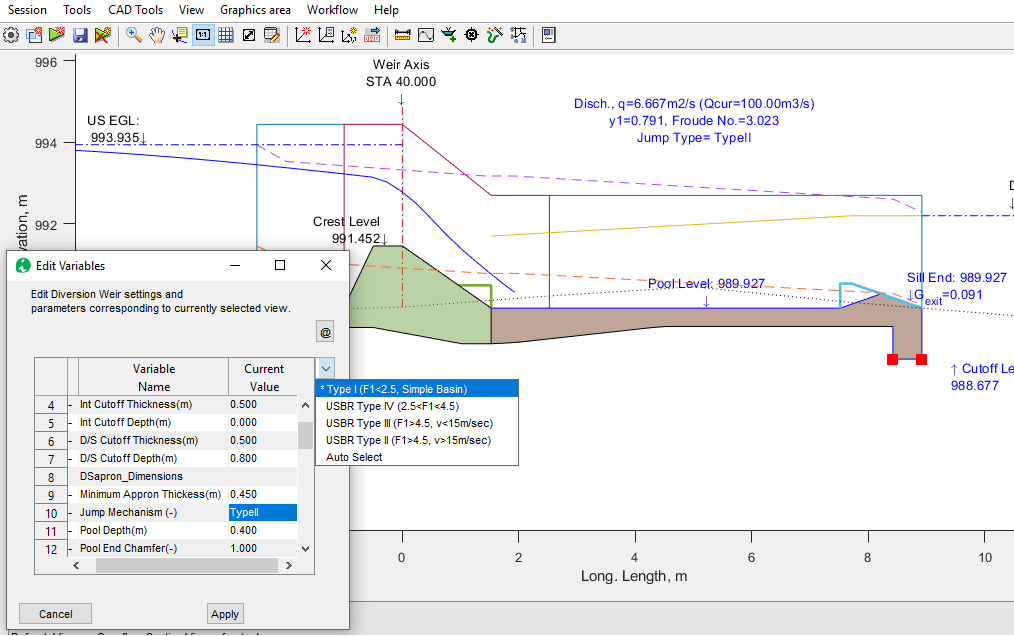 Session Tools CAD Tools View Graphics area Workflow Help
996
994
992
vation, m
Weir Axis
STA 40.000
US EGL:
993.935↓
Disch., q=6.667m2/s (Qcur=100.00m3/s)
y1=0.791, Froude No.=3.023
Jump Type= TypeII
D
Crest Level
991.452↓
Pool Level: 989.927
Sill End: 989.927
↓Gexit=0.091
↑ Cutoff Le
988.677
0 2 4 6 8 10
Long. Length, m
Edit Variables
Edit Diversion Weir settings and
parameters corresponding to currently selected view.
@
Variable Name Current Value
4 - Int Cutoff Thickness(m) 0.500
5 - Int Cutoff Depth(m) 0.000
6 - D/S Cutoff Thickness(m) 0.500
7 - D/S Cutoff Depth(m) 0.800
8 DSapron_Dimensions
9 - Minimum Appron Thickess(m) 0.450
10 - Jump Mechanism (-) TypeII
11 - Pool Depth(m) 0.400
12 - Pool End Chamfer(-) 1.000
* Type I (F1<2.5, Simple Basin)
USBR Type IV (2.5<F1<4.5)
USBR Type III (F1>4.5, v<15m/sec)
USBR Type II (F1>4.5, v>15m/sec)
Auto Select
Cancel Apply